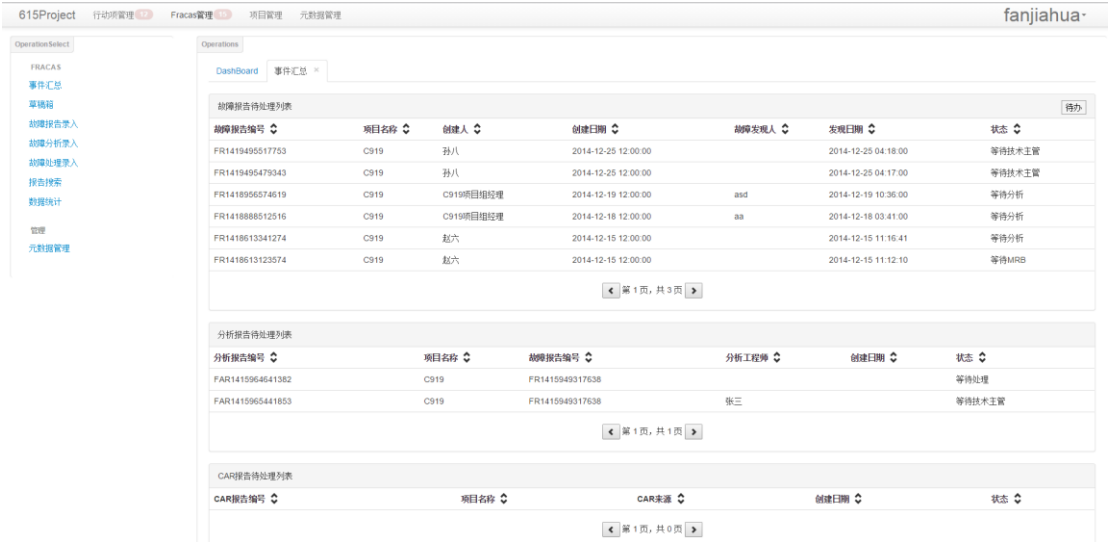 615Project 行动项管理 12 Fracas管理 15 项目管理 元数据管理 fanjiahua
OperationSelect
FRACAS
事件汇总
草稿箱
故障报告录入
故障分析录入
故障处理录入
报告搜索
数据统计
管理
元数据管理
Operations
DashBoard 事件汇总 ×
故障报告待处理列表 待办
故障报告编号 项目名称 创建人 创建日期 故障发现人 发现日期 状态
FR1419495517753 C919 孙八 2014-12-25 12:00:00 2014-12-25 04:18:00 等待技术主管
FR1419495479343 C919 孙八 2014-12-25 12:00:00 2014-12-25 04:17:00 等待技术主管
FR1418956574619 C919 C919项目组经理 2014-12-19 12:00:00 asd 2014-12-19 10:36:00 等待分析
FR1418888512516 C919 C919项目组经理 2014-12-18 12:00:00 aa 2014-12-18 03:41:00 等待分析
FR1418613341274 C919 赵六 2014-12-15 12:00:00 2014-12-15 11:16:41 等待分析
FR1418613123574 C919 赵六 2014-12-15 12:00:00 2014-12-15 11:12:10 等待MRB
第 1 页, 共 3 页
分析报告待处理列表
分析报告编号 项目名称 故障报告编号 分析工程师 创建日期 状态
FAR1415964641382 C919 FR1415949317638 等待处理
FAR1415965441853 C919 FR1415949317638 张三 等待技术主管
第 1 页, 共 1 页
CAR报告待处理列表
CAR报告编号 项目名称 CAR来源 创建日期 状态
第 1 页, 共 0 页